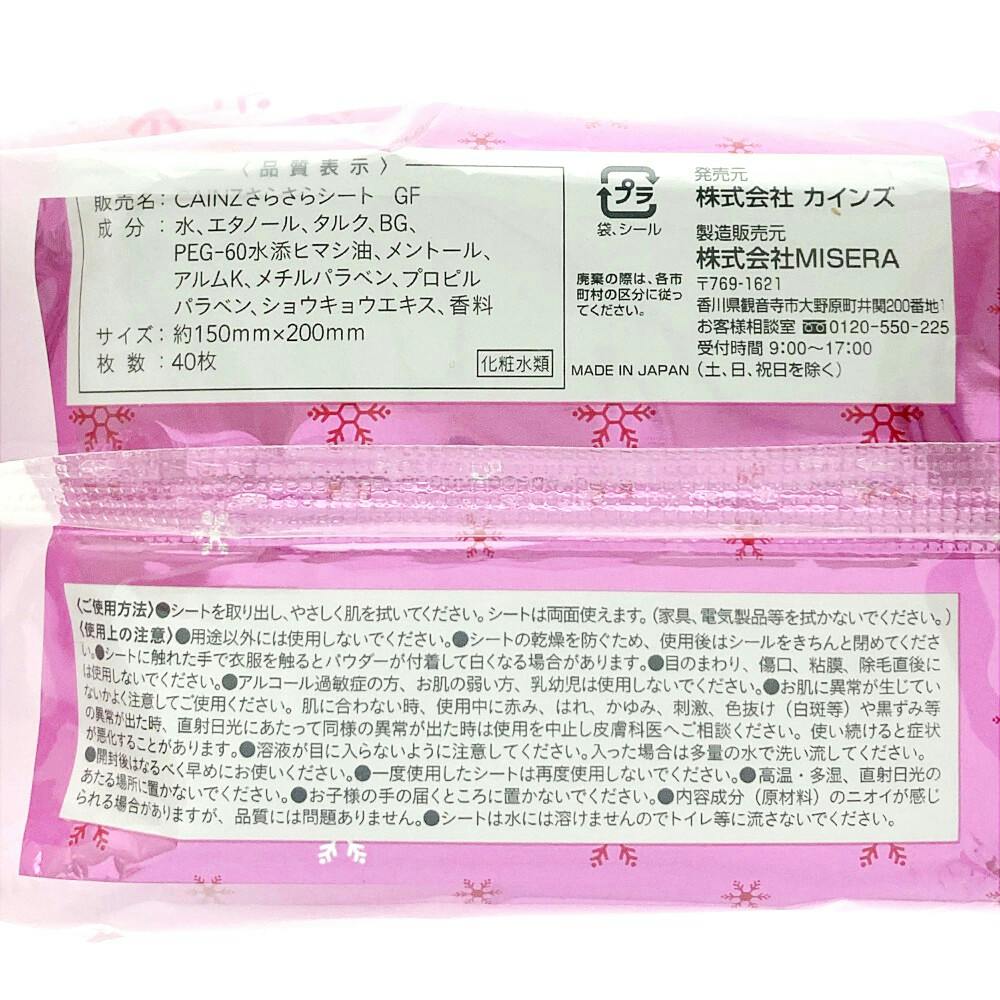 〈品質表示〉
販売名：CAINZさらさらシート GF
成 分：水、エタノール、タルク、BG、
PEG-60水添ヒマシ油、メントール、
アルムK、メチルパラベン、プロピル
パラベン、ショウキョウエキス、香料
サイズ：約150mm×200mm
枚 数：40枚
化粧水類
プラ
袋、シール
廃棄の際は、各市
町村の区分に従っ
てください。
MADE IN JAPAN
発売元
株式会社 カインズ
製造販売元
株式会社MISERA
〒769-1621
香川県観音寺市大野原町井関200番地1
お客様相談室 0120-550-225
受付時間 9:00〜17:00
（土、日、祝日を除く）
〈ご使用方法〉●シートを取り出し、やさしく肌を拭いてください。シートは両面使えます。（家具、電気製品等を拭かないでください。）
〈使用上の注意〉●用途以外には使用しないでください。●シートの乾燥を防ぐため、使用後はシールをきちんと閉めてくださ
い。●シートに触れた手で衣服を触るとパウダーが付着して白くなる場合があります。●目のまわり、傷口、粘膜、除毛直後に
は使用しないでください。●アルコール過敏症の方、お肌の弱い方、乳幼児は使用しないでください。●お肌に異常が生じてい
ないかよく注意してご使用ください。肌に合わない時、使用中に赤み、はれ、かゆみ、刺激、色抜け（白斑等）や黒ずみ等
の異常が出た時、直射日光にあたって同様の異常が出た時は使用を中止し皮膚科医へご相談ください。使い続けると症状
が悪化することがあります。●溶液が目に入らないように注意してください。入った場合は多量の水で洗い流してください。
●開封後はなるべく早めにお使いください。●一度使用したシートは再度使用しないでください。●高温・多湿、直射日光の
あたる場所に置かないでください。●お子様の手の届くところに置かないでください。●内容成分（原材料）のニオイが感じ
られる場合がありますが、品質には問題ありません。●シートは水には溶けませんのでトイレ等に流さないでください。